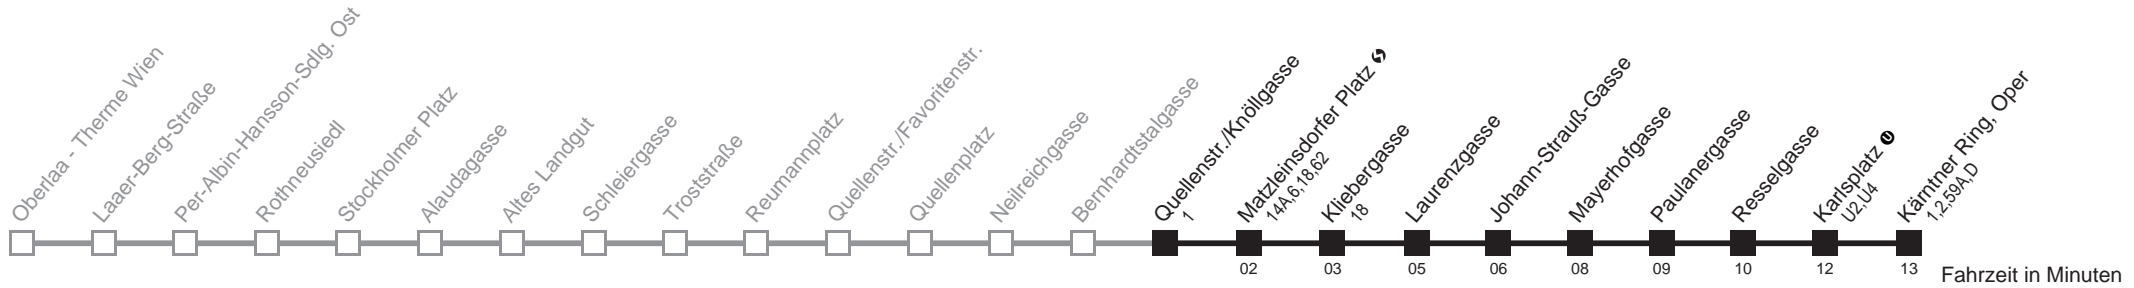 Oberlaa - Therme Wien
Laaer-Berg-Straße
Per-Albin-Hansson-Sdlg. Ost
Rothneusiedl
Stockholmer Platz
Alaudagasse
Altes Landgut
Schleiergasse
Troststraße
Reumannplatz
Quellenstr./Favoritenstr.
Quellenplatz
Neilreichgasse
Bernhardtstalgasse
Quellenstr./Knöllgasse
1
Matzleinsdorfer Platz S
14A,6,18,62
Kliebergasse
18
Laurenzgasse
Johann-Strauß-Gasse
Mayerhofgasse
Paulanergasse
Resselgasse
Karlsplatz U
U2,U4
Kärntner Ring, Oper
1,2,59A,D
02 03 05 06 08 09 10 12 13
Fahrzeit in Minuten